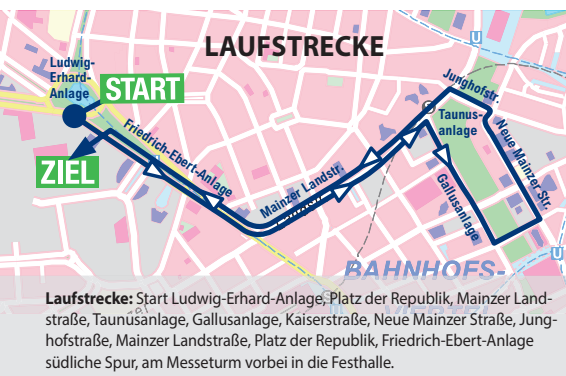 LAUFSTRECKE
Ludwig-
Erhard-
Anlage
START
ZIEL
Friedrich-Ebert-Anlage
Mainzer Landstr.
Junghofstr.
Taunus-
anlage
Neue Mainzer Str.
Gallusanlage
U
U
BAHNHOFS-
VIERTEL
Laufstrecke: Start Ludwig-Erhard-Anlage, Platz der Republik, Mainzer Land-
straße, Taunusanlage, Gallusanlage, Kaiserstraße, Neue Mainzer Straße, Jung-
hofstraße, Mainzer Landstraße, Platz der Republik, Friedrich-Ebert-Anlage
südliche Spur, am Messeturm vorbei in die Festhalle.